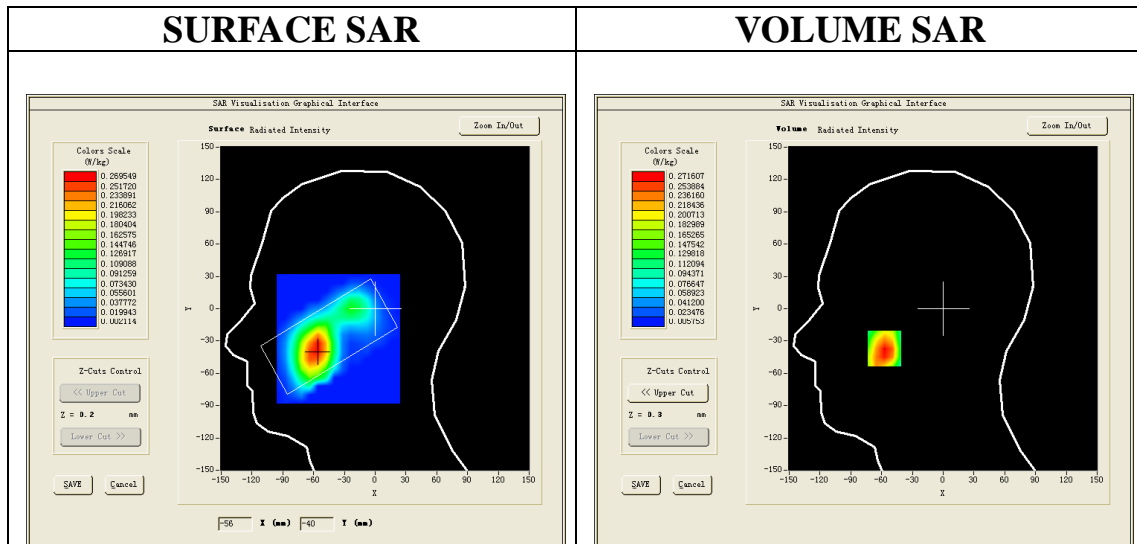 SURFACE SAR
VOLUME SAR
SAR Visualisation Graphical Interface
Surface Radiated Intensity
Zoom In/Out
Colors Scale
(W/kg)
0.269549
0.251720
0.233891
0.216062
0.198233
0.180404
0.162575
0.144746
0.126917
0.109088
0.091259
0.073430
0.055601
0.037772
0.019943
0.002114
150
90
60
30
0
-30
-60
-90
-120
-150
Y
-150 -120 -90 -60 -30 0 30 60 90 120 150
X
Z-Cuts Control
<< Upper Cut
Z = 0.2 mm
Lower Cut >>
SAVE Cancel
-56 X (mm) -40 Y (mm)
SAR Visualisation Graphical Interface
Volume Radiated Intensity
Zoom In/Out
Colors Scale
(W/kg)
0.271607
0.253884
0.236160
0.218436
0.200713
0.182989
0.165265
0.147542
0.129818
0.112094
0.094371
0.076647
0.058923
0.041200
0.023476
0.005753
150
90
60
30
0
-30
-60
-90
-120
-150
Y
-150 -120 -90 -60 -30 0 30 60 90 120 150
X
Z-Cuts Control
<< Upper Cut
Z = 0.3 mm
Lower Cut >>
SAVE Cancel